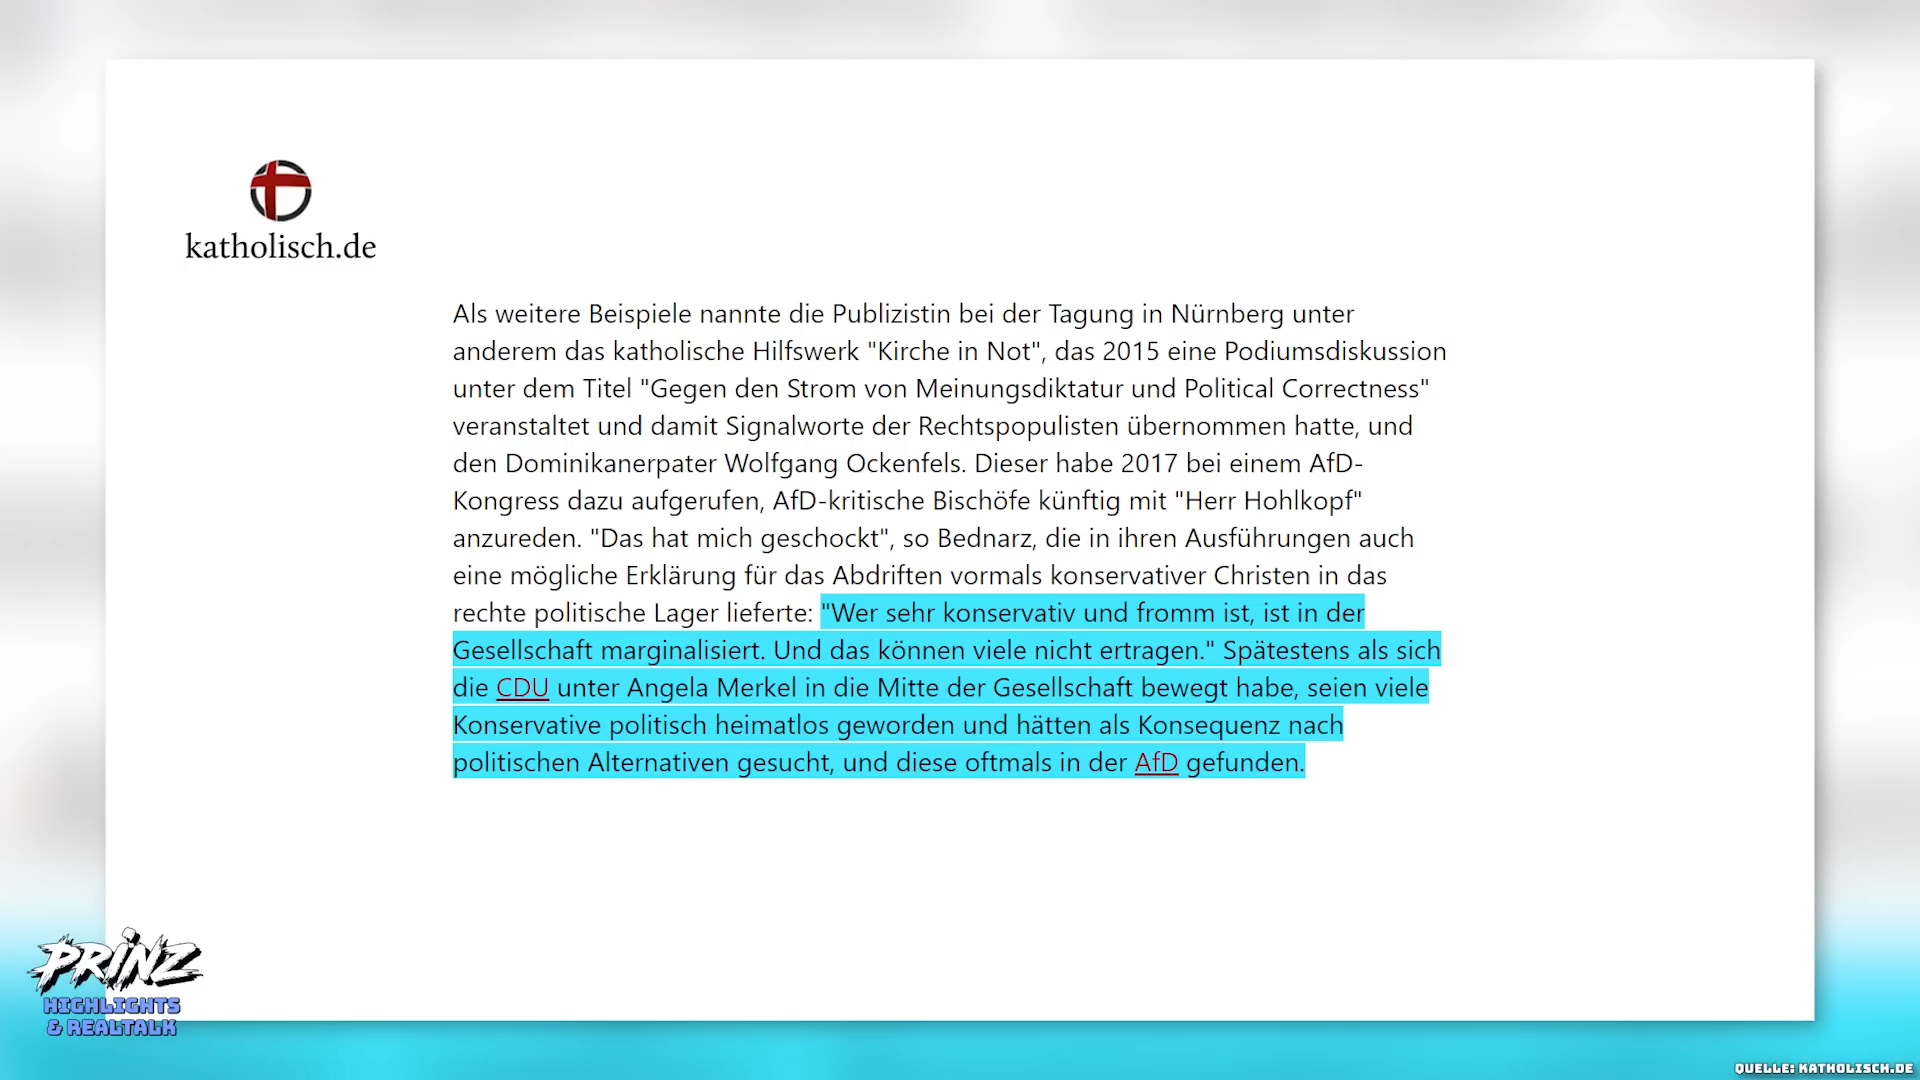 katholisch.de
Als weitere Beispiele nannte die Publizistin bei der Tagung in Nürnberg unter
anderem das katholische Hilfswerk "Kirche in Not", das 2015 eine Podiumsdiskussion
unter dem Titel "Gegen den Strom von Meinungsdiktatur und Political Correctness"
veranstaltet und damit Signalworte der Rechtspopulisten übernommen hatte, und
den Dominikanerpater Wolfgang Ockenfels. Dieser habe 2017 bei einem AfD-
Kongress dazu aufgerufen, AfD-kritische Bischöfe künftig mit "Herr Hohlkopf"
anzureden. "Das hat mich geschockt", so Bednarz, die in ihren Ausführungen auch
eine mögliche Erklärung für das Abdriften vormals konservativer Christen in das
rechte politische Lager lieferte: "Wer sehr konservativ und fromm ist, ist in der
Gesellschaft marginalisiert. Und das können viele nicht ertragen." Spätestens als sich
die CDU unter Angela Merkel in die Mitte der Gesellschaft bewegt habe, seien viele
Konservative politisch heimatlos geworden und hätten als Konsequenz nach
politischen Alternativen gesucht, und diese oftmals in der AfD gefunden.
PRINZ
HIGHLIGHTS
& REALTALK
QUELLE: KATHOLISCH.DE